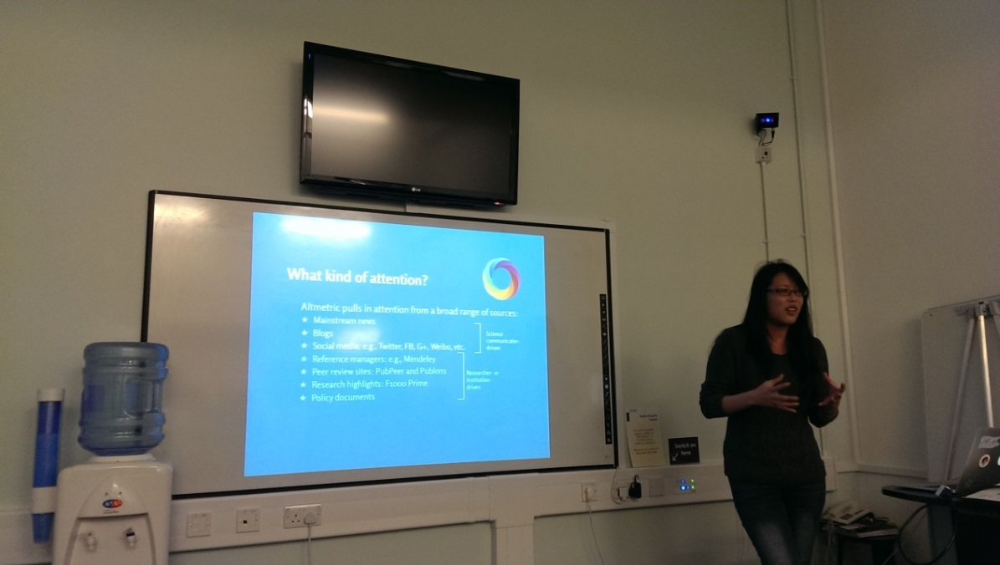 LG
What kind of attention?
Altmetric pulls in attention from a broad range of sources:
★ Mainstream news
★ Blogs
★ Social media: e.g., Twitter, FB, G+, Weibo, etc.
Science
communication-
driven
★ Reference managers: e.g., Mendeley
★ Peer review sites: PubPeer and Publons
★ Research highlights: F1000 Prime
★ Policy documents
Researcher- or
institution-
driven
Switch on
here